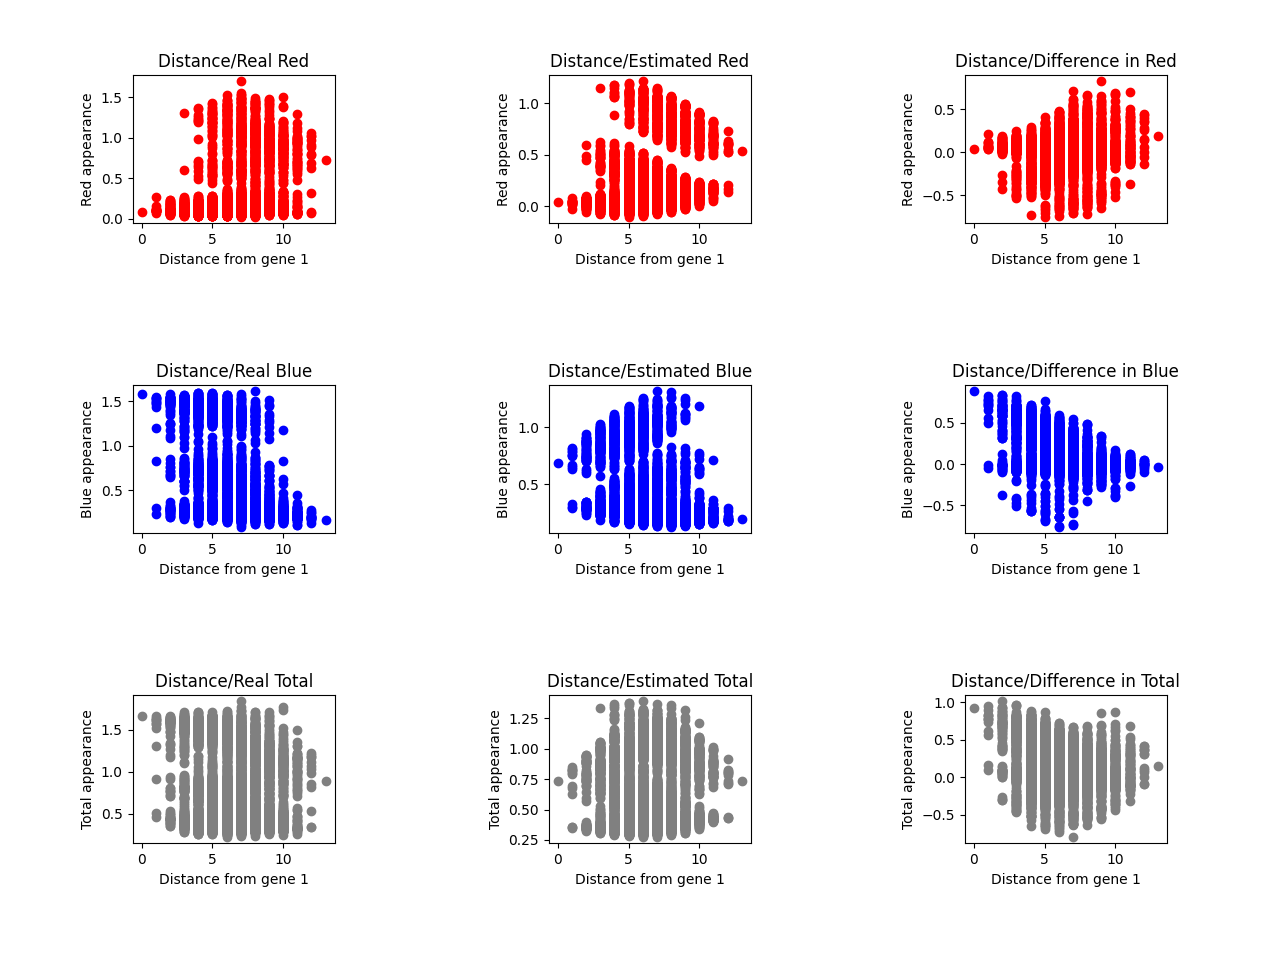 Distance/Real Red
Distance/Estimated Red
Distance/Difference in Red
Red appearance
1.5
1.0
0.5
0.0
0 5 10
Distance from gene 1
Red appearance
1.0
0.5
0.0
0 5 10
Distance from gene 1
Red appearance
0.5
0.0
−0.5
0 5 10
Distance from gene 1
Distance/Real Blue
Distance/Estimated Blue
Distance/Difference in Blue
Blue appearance
1.5
1.0
0.5
0 5 10
Distance from gene 1
Blue appearance
1.0
0.5
0 5 10
Distance from gene 1
Blue appearance
0.5
0.0
−0.5
0 5 10
Distance from gene 1
Distance/Real Total
Distance/Estimated Total
Distance/Difference in Total
Total appearance
1.5
1.0
0.5
0 5 10
Distance from gene 1
Total appearance
1.25
1.00
0.75
0.50
0.25
0 5 10
Distance from gene 1
Total appearance
1.0
0.5
0.0
−0.5
0 5 10
Distance from gene 1